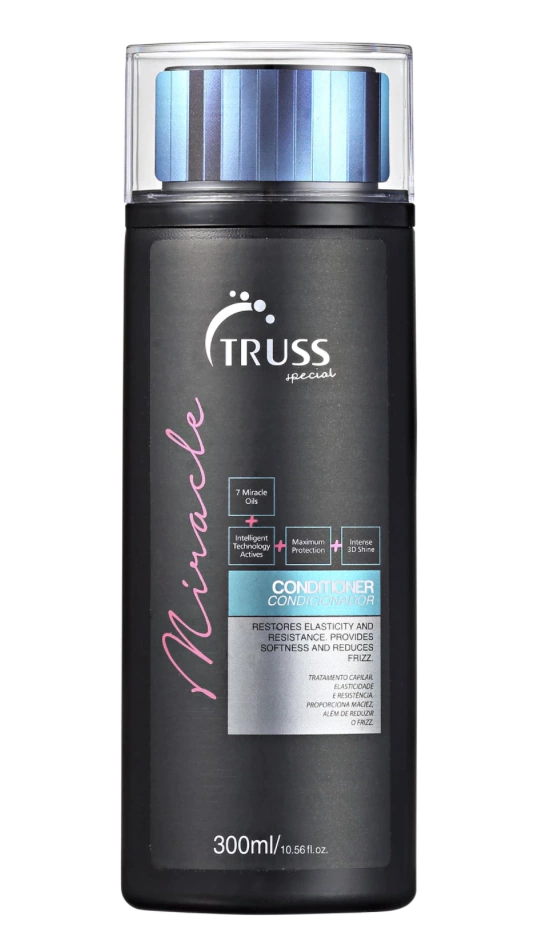 TRUSS
special
Miracle
7 Miracle
Oils
+
Intelligent
Technology
Actives
+
Maximum
Protection
+
Intense
3D Shine
CONDITIONER
CONDICIONADOR
RESTORES ELASTICITY AND
RESISTANCE. PROVIDES
SOFTNESS AND REDUCES
FRIZZ.
TRATAMENTO CAPILAR.
ELASTICIDADE
E RESISTÊNCIA.
PROPORCIONA MACIEZ,
ALÉM DE REDUZIR
O FRIZZ.
300ml/10.56fl.oz.